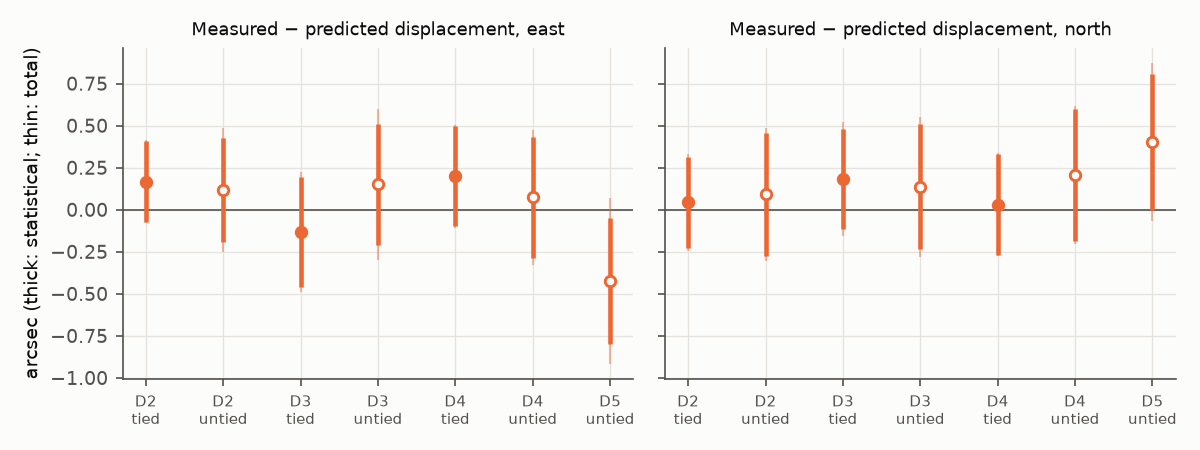 Measured − predicted displacement, east
Measured − predicted displacement, north
arcsec (thick: statistical; thin: total)
0.75
0.50
0.25
0.00
−0.25
−0.50
−0.75
−1.00
D2 tied
D2 untied
D3 tied
D3 untied
D4 tied
D4 untied
D5 untied
D2 tied
D2 untied
D3 tied
D3 untied
D4 tied
D4 untied
D5 untied